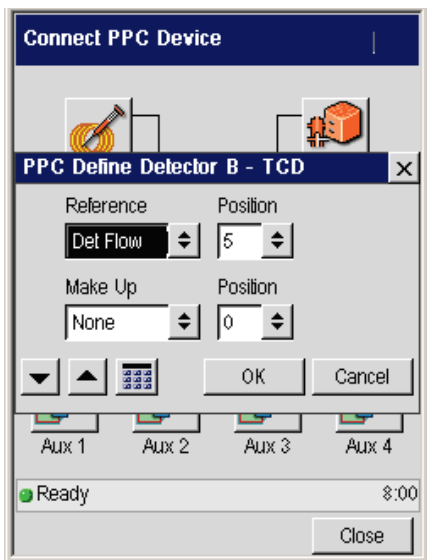 Connect PPC Device
PPC Define Detector B - TCD
Reference Position
Det Flow 5
Make Up Position
None 0
OK Cancel
Aux 1 Aux 2 Aux 3 Aux 4
Ready 8:00
Close